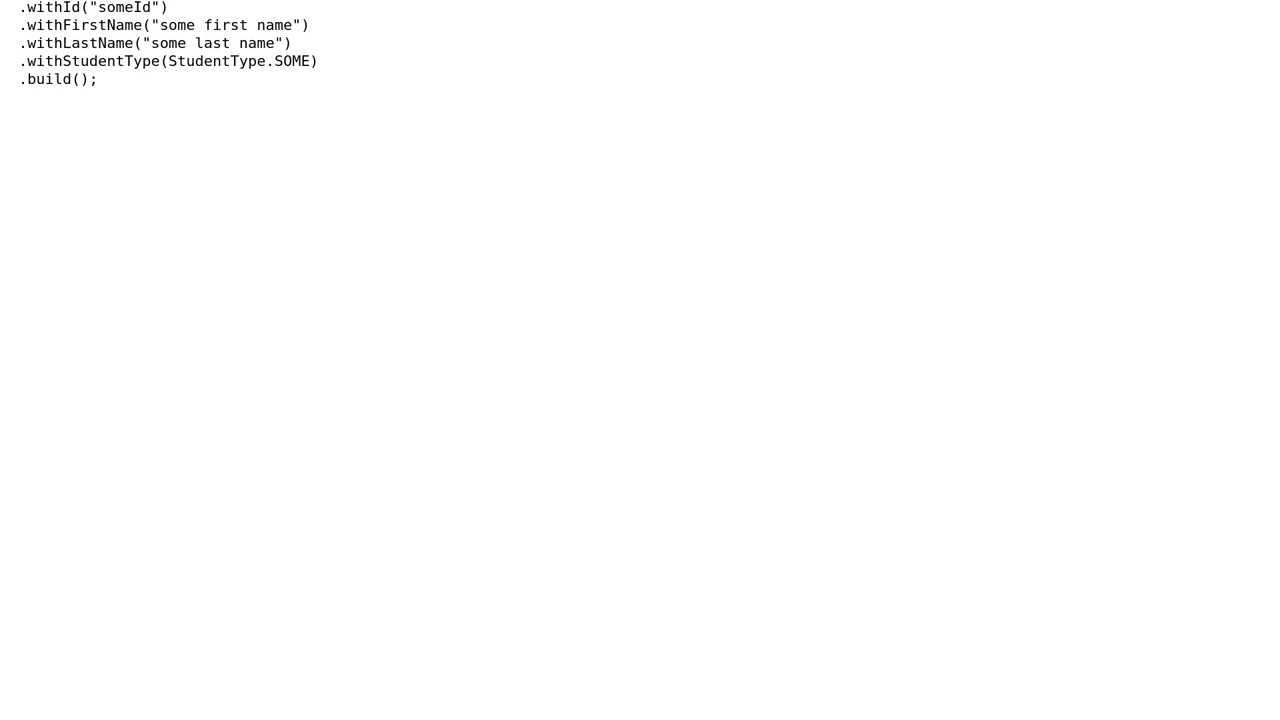 .withId("someId")
.withFirstName("some first name")
.withLastName("some last name")
.withStudentType(StudentType.SOME)
.build();